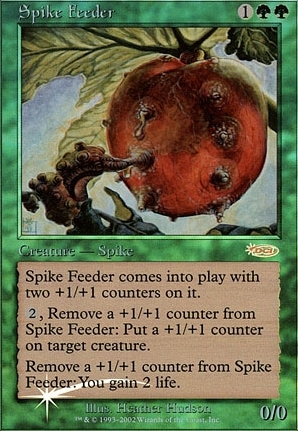 Spike Feeder 1
DCI
Creature — Spike
Spike Feeder comes into play with
two +1/+1 counters on it.
2, Remove a +1/+1 counter from
Spike Feeder: Put a +1/+1 counter
on target creature.
Remove a +1/+1 counter from Spike
Feeder: You gain 2 life.
Illus. Heather Hudson
™ & © 1993–2002 Wizards of the Coast, Inc.
0/0